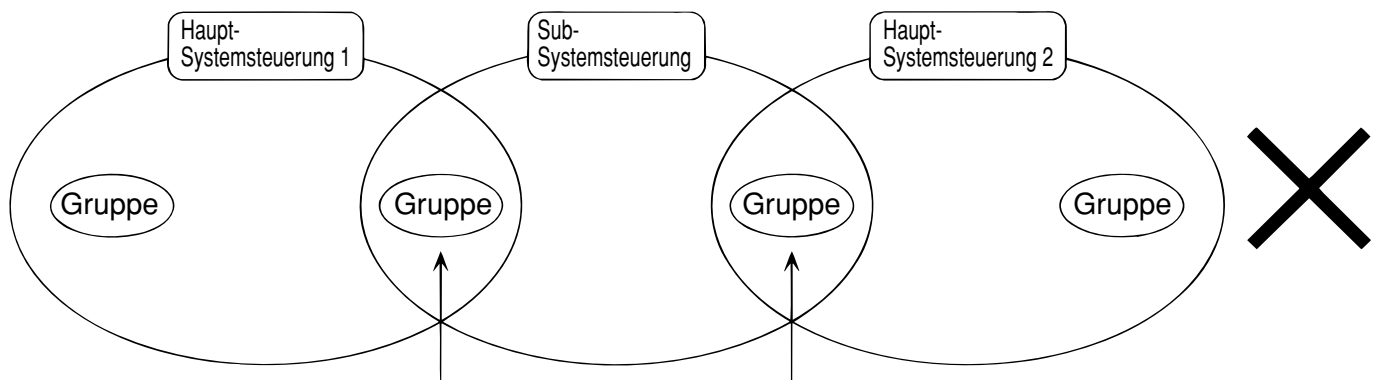 Haupt-
Systemsteuerung 1
Sub-
Systemsteuerung
Haupt-
Systemsteuerung 2
Gruppe
Gruppe
Gruppe
Gruppe